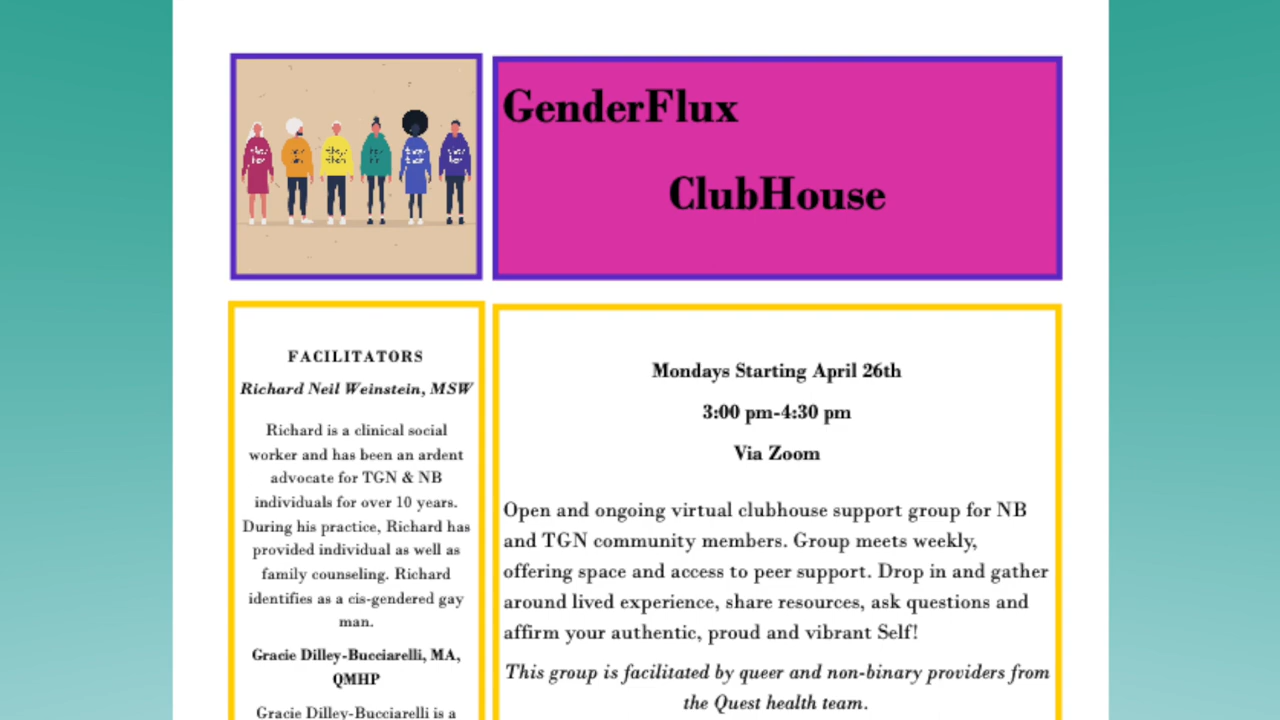 GenderFlux
ClubHouse
FACILITATORS
Richard Neil Weinstein, MSW
Richard is a clinical social
worker and has been an ardent
advocate for TGN & NB
individuals for over 10 years.
During his practice, Richard has
provided individual as well as
family counseling. Richard
identifies as a cis-gendered gay
man.
Gracie Dilley-Bucciarelli, MA,
QMHP
Gracie Dilley-Bucciarelli is a
Mondays Starting April 26th
3:00 pm-4:30 pm
Via Zoom
Open and ongoing virtual clubhouse support group for NB
and TGN community members. Group meets weekly,
offering space and access to peer support. Drop in and gather
around lived experience, share resources, ask questions and
affirm your authentic, proud and vibrant Self!
This group is facilitated by queer and non-binary providers from
the Quest health team.